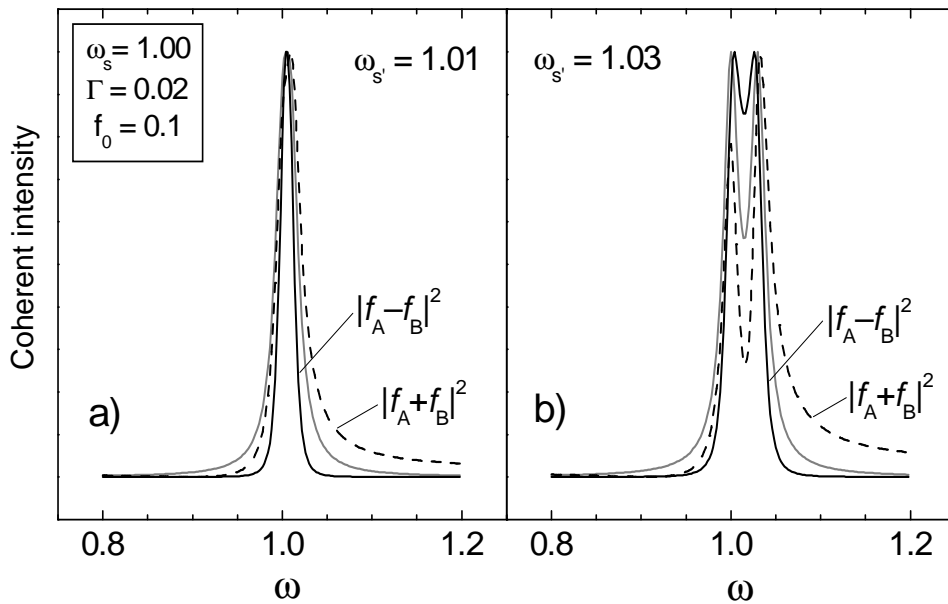 Coherent intensity
ω_s = 1.00
Γ = 0.02
f_0 = 0.1
ω_s' = 1.01
|f_A−f_B|^2
|f_A+f_B|^2
a)
0.8 1.0 1.2
ω
ω_s' = 1.03
|f_A−f_B|^2
|f_A+f_B|^2
b)
0.8 1.0 1.2
ω